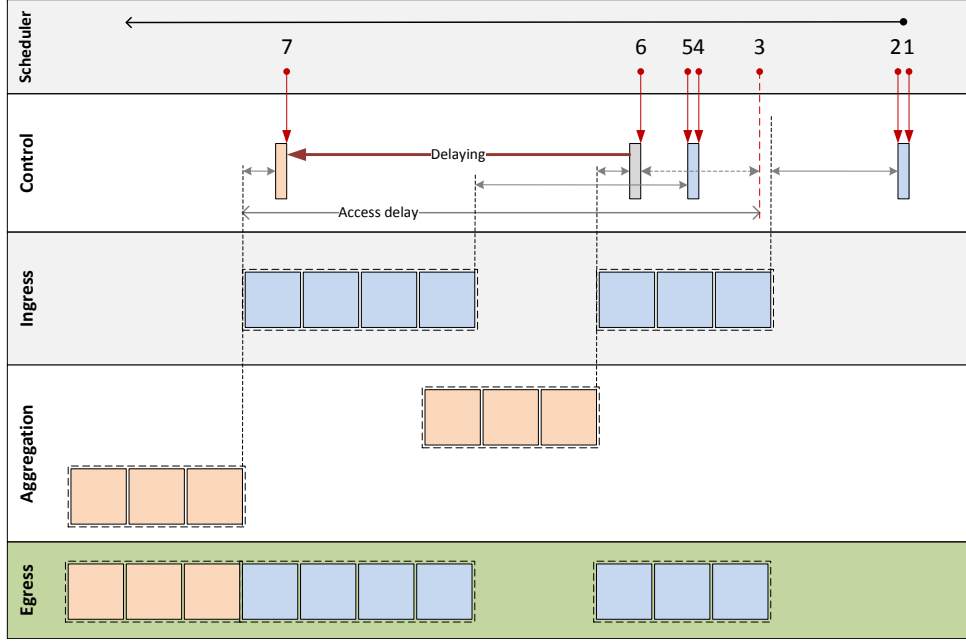 Scheduler
7 6 54 3 21
Control
Delaying
Access delay
Ingress
Aggregation
Egress